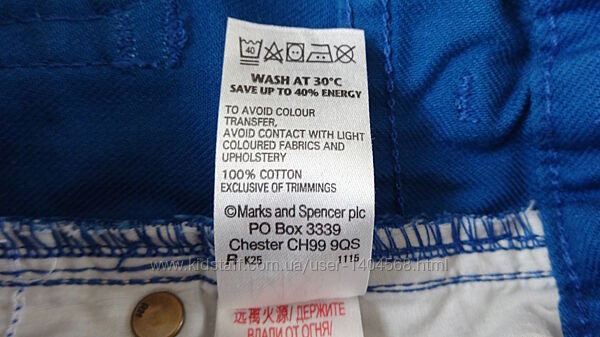 40
WASH AT 30°C
SAVE UP TO 40% ENERGY
TO AVOID COLOUR
TRANSFER,
AVOID CONTACT WITH LIGHT
COLOURED FABRICS AND
UPHOLSTERY
100% COTTON
EXCLUSIVE OF TRIMMINGS
©Marks and Spencer plc
PO Box 3339
Chester CH99 9QS
R K25 1115
www.kidstaff.com.ua/user-1404568.html
远离火源/ДЕРЖИТЕ
ВДАЛИ ОТ ОГНЯ/